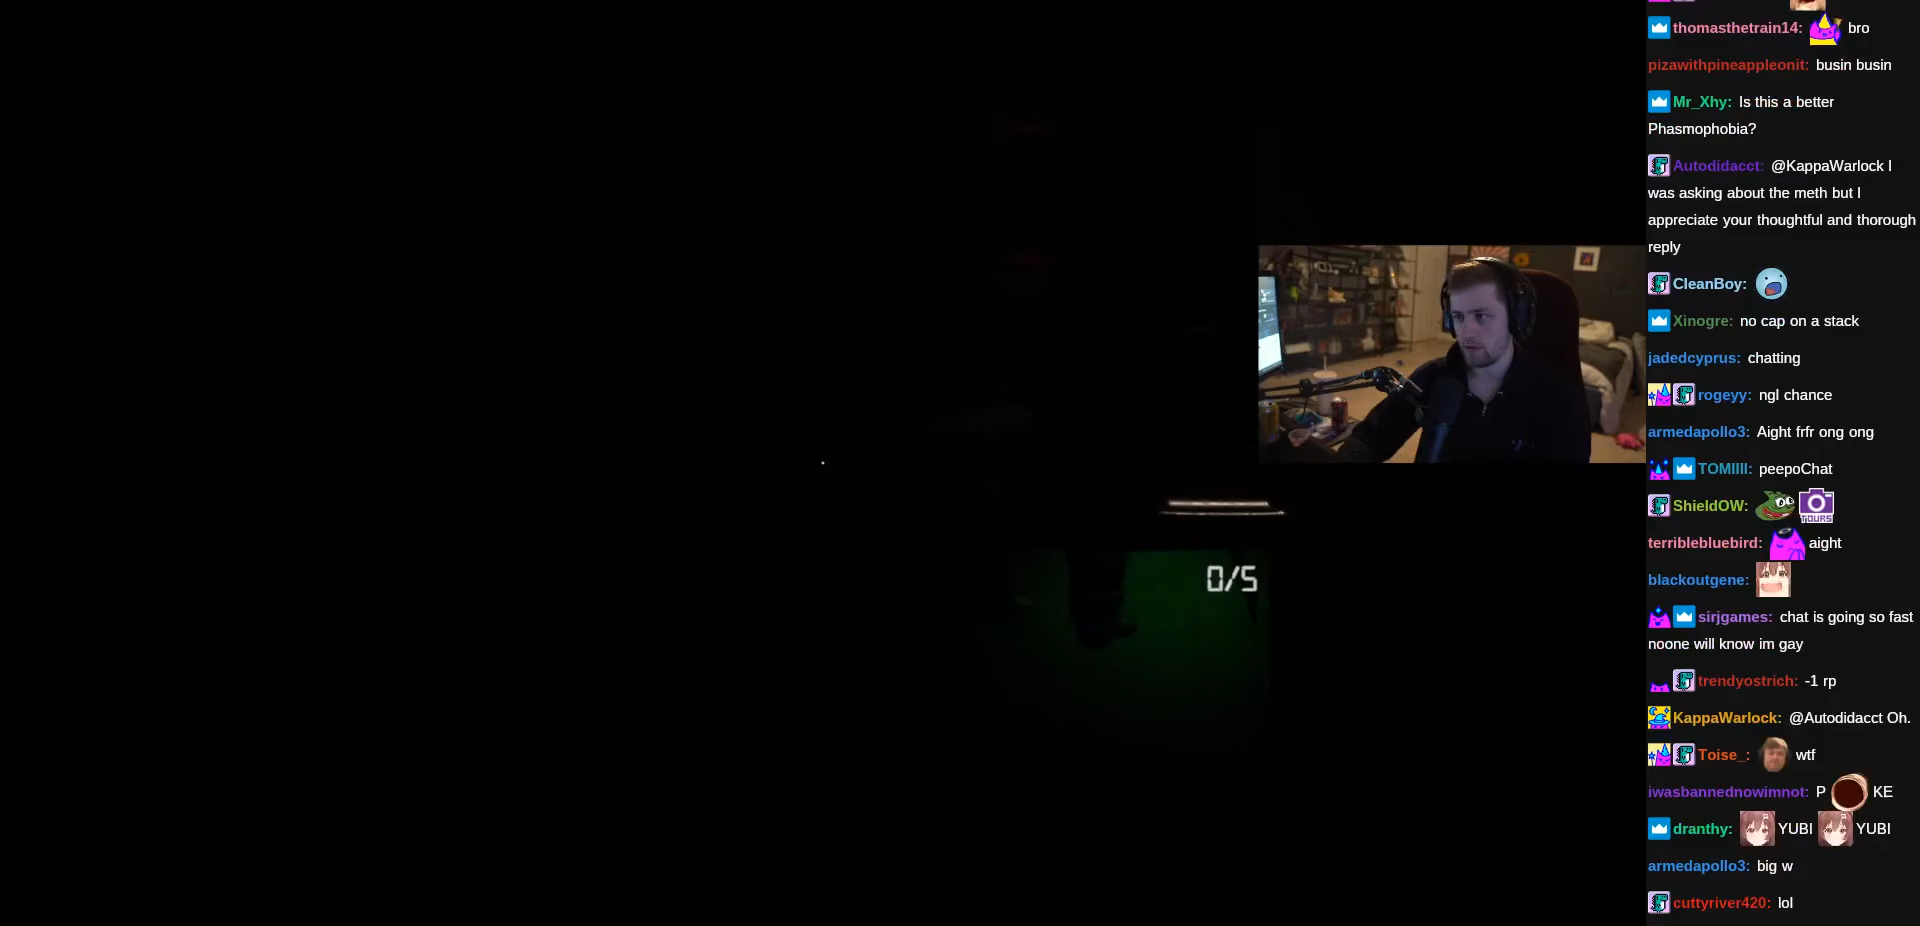 thomasthetrain14: bro
pizawithpineappleonit: busin busin
Mr_Xhy: Is this a better
Phasmophobia?
Autodidacct: @KappaWarlock I
was asking about the meth but I
appreciate your thoughtful and thorough
reply
CleanBoy:
Xinogre: no cap on a stack
jadedcyprus: chatting
rogeyy: ngl chance
armedapollo3: Aight frfr ong ong
TOMIIII: peepoChat
ShieldOW: TOURS
terriblebluebird: aight
blackoutgene:
sirjgames: chat is going so fast
noone will know im gay
trendyostrich: -1 rp
KappaWarlock: @Autodidacct Oh.
Toise_: wtf
iwasbannednowimnot: P KE
dranthy: YUBI YUBI
armedapollo3: big w
cuttyriver420: lol
0/5